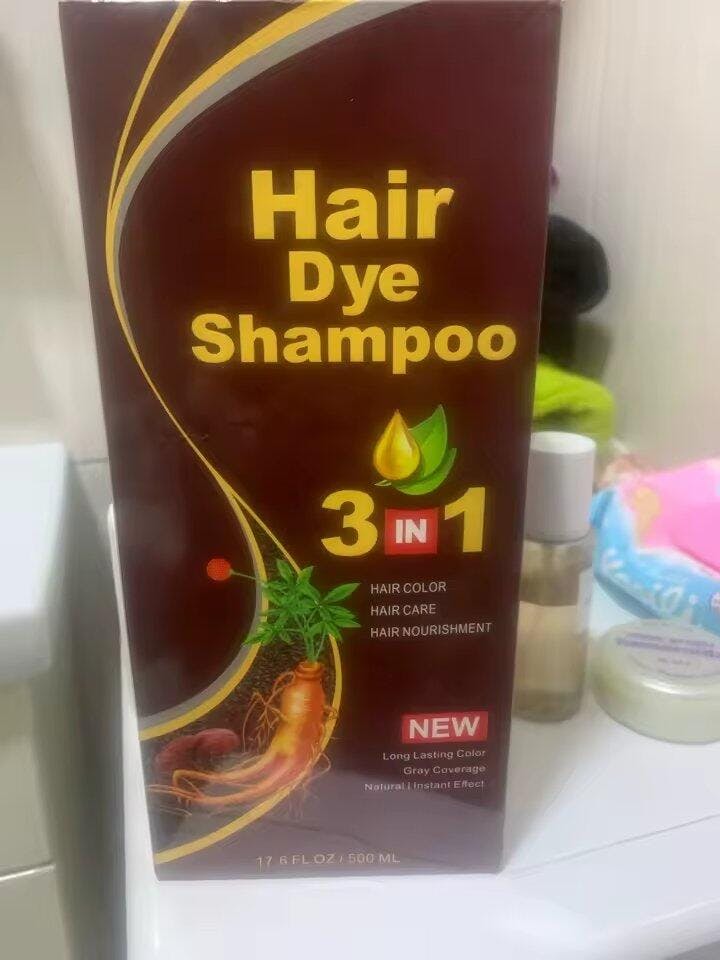 Hair
Dye
Shampoo
3 IN 1
HAIR COLOR
HAIR CARE
HAIR NOURISHMENT
NEW
Long Lasting Color
Gray Coverage
Natural | Instant Effect
17.6 FL OZ / 500 ML